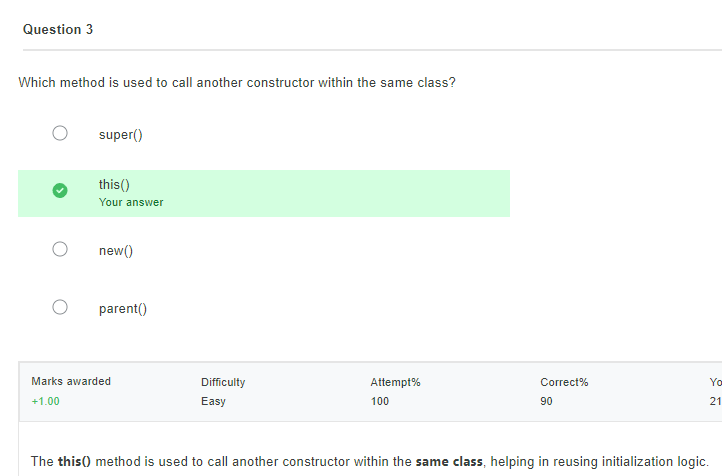 Question 3
Which method is used to call another constructor within the same class?
super()
this()
Your answer
new()
parent()
Marks awarded Difficulty Attempt% Correct% Yo
+1.00 Easy 100 90 21
The this() method is used to call another constructor within the same class, helping in reusing initialization logic.